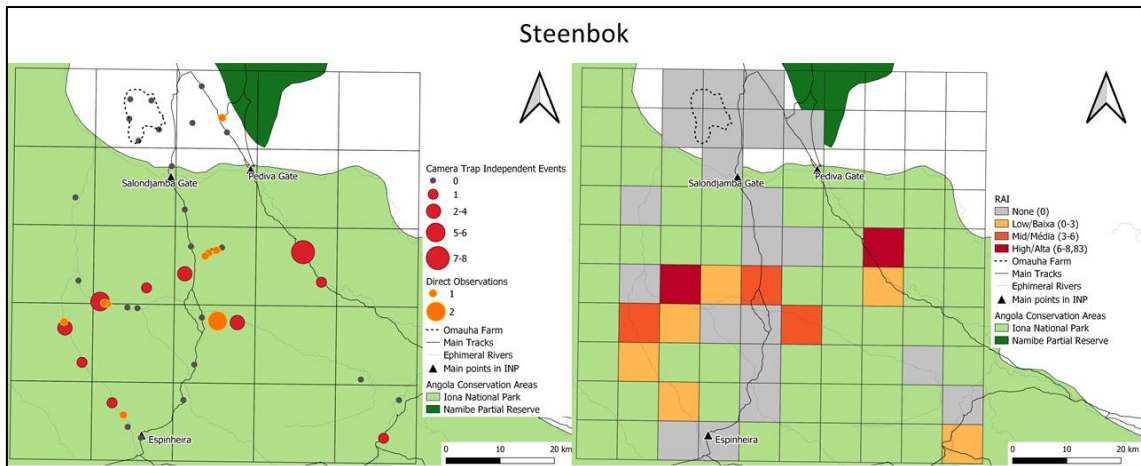 Steenbok
Salondjamba Gate
Pediva Gate
Espinheira
Camera Trap Independent Events
0
1
2-4
5-6
7-8
Direct Observations
1
2
Omauha Farm
Main Tracks
Ephimeral Rivers
Main points in INP
Angola Conservation Areas
Iona National Park
Namibe Partial Reserve
0 10 20 km
Salondjamba Gate
Pediva Gate
Espinheira
RAI
None (0)
Low/Baixa (0-3)
Mid/Média (3-6)
High/Alta (6-8,83)
Omauha Farm
Main Tracks
Ephimeral Rivers
Main points in INP
Angola Conservation Areas
Iona National Park
Namibe Partial Reserve
0 10 20 km